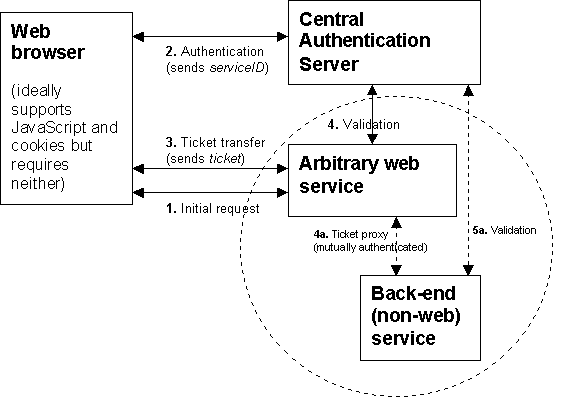 Web
browser
(ideally
supports
JavaScript and
cookies but
requires
neither)
2. Authentication
(sends serviceID)
Central
Authentication
Server
4. Validation
3. Ticket transfer
(sends ticket)
Arbitrary web
service
1. Initial request
4a. Ticket proxy
(mutually authenticated)
5a. Validation
Back-end
(non-web)
service